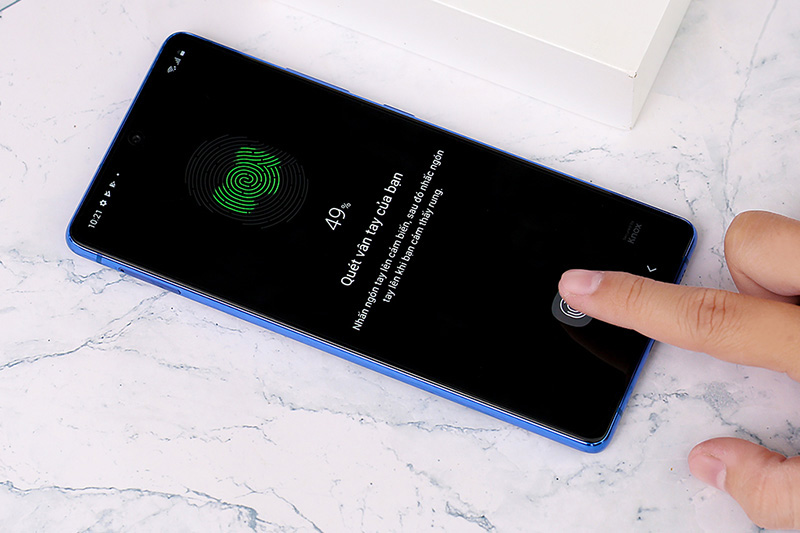 10:21
49%
Quét vân tay của bạn
Nhấn ngón tay lên cảm biến, sau đó nhấc ngón
tay lên khi bạn cảm thấy rung.
Knox